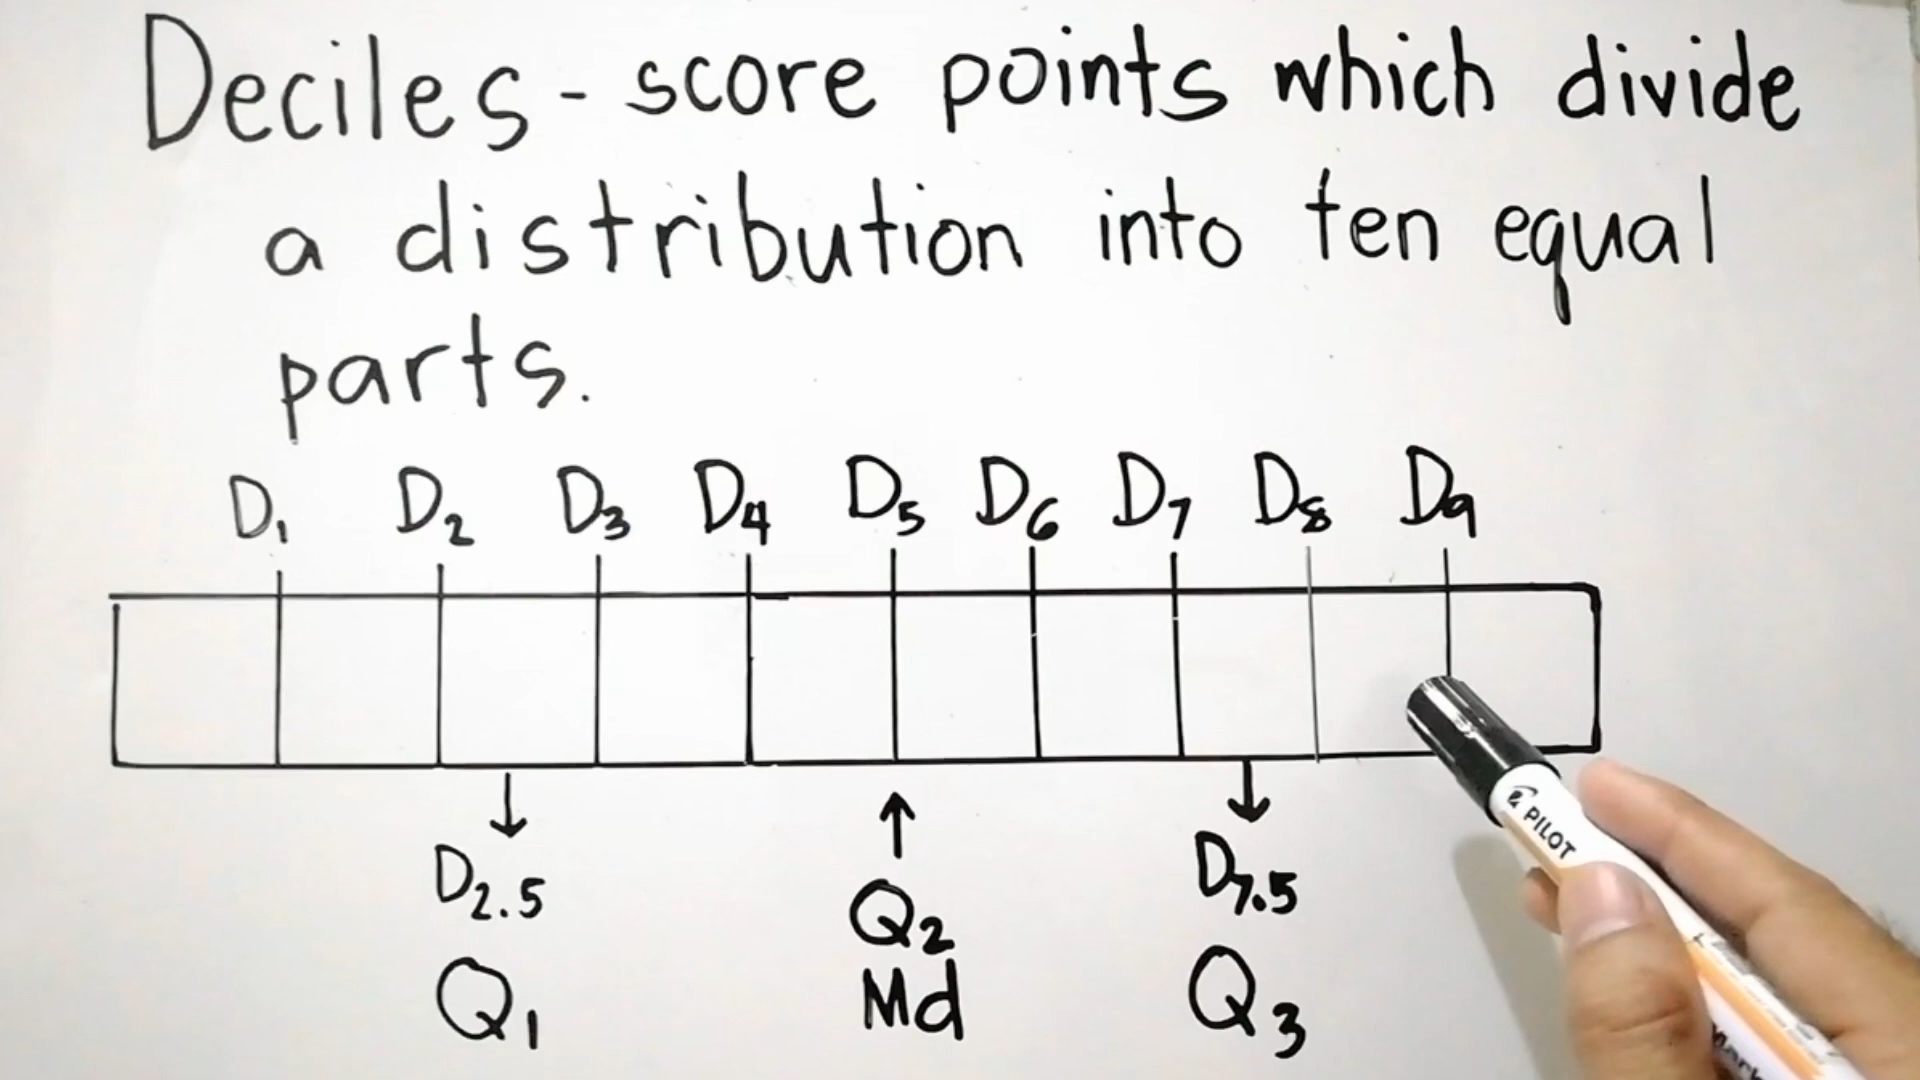 Deciles - score points which divide
a distribution into ten equal
parts.
D1 D2 D3 D4 D5 D6 D7 D8 D9
D2.5 Q2 D7.5
Q1 Md Q3
PILOT